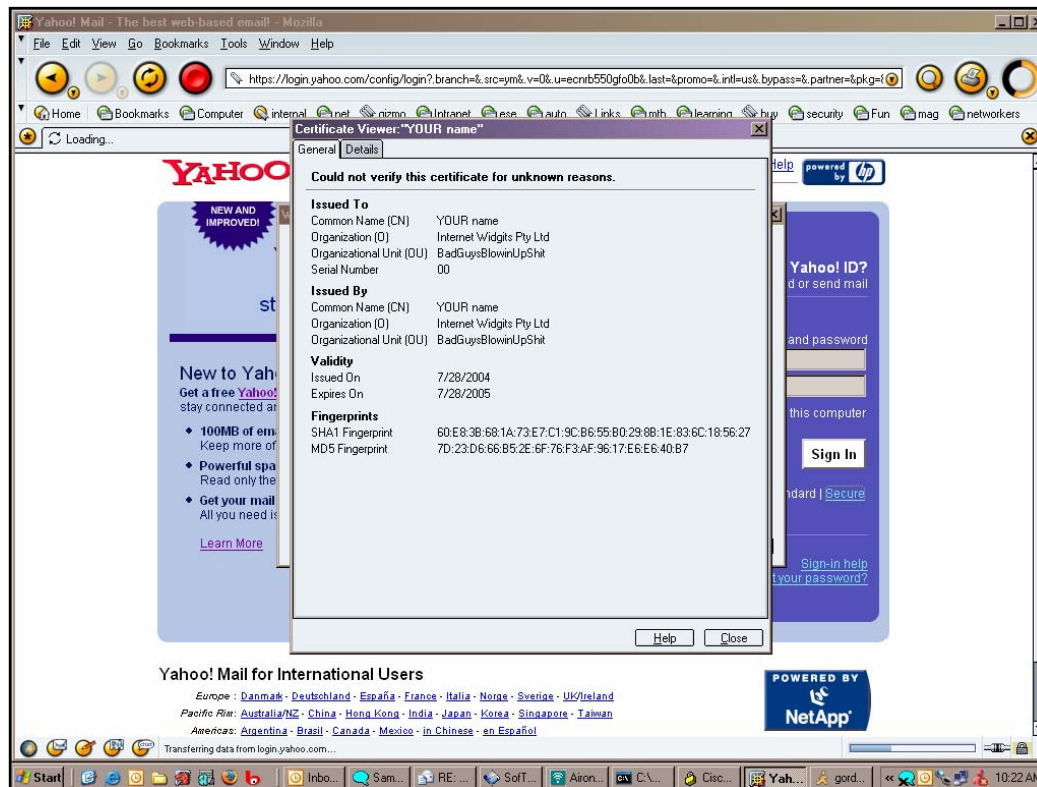 Yahoo! Mail - The best web-based email! - Mozilla
File Edit View Go Bookmarks Tools Window Help
https://login.yahoo.com/config/login?.branch=&.src=ym&.v=0&.u=ecnrb550gfo0b&.last=&promo=&.intl=us&.bypass=&.partner=&pkg=
Home Bookmarks Computer internal net gizmo Intranet ese auto Links mth learning buy security Fun mag networkers
Loading...
Certificate Viewer:"YOUR name"
General Details
YAHOO
Help
powered by hp
Could not verify this certificate for unknown reasons.
NEW AND IMPROVED!
Issued To
Common Name (CN) YOUR name
Organization (O) Internet Widgits Pty Ltd
Organizational Unit (OU) BadGuysBlowinUpShit
Serial Number 00
Yahoo! ID?
d or send mail
Issued By
Common Name (CN) YOUR name
Organization (O) Internet Widgits Pty Ltd
Organizational Unit (OU) BadGuysBlowinUpShit
st
and password
Validity
Issued On 7/28/2004
Expires On 7/28/2005
New to Yah
Get a free Yahoo!
stay connected ar
this computer
Fingerprints
SHA1 Fingerprint 60:E8:3B:68:1A:73:E7:C1:9C:B6:55:B0:29:8B:1E:83:6C:18:56:27
MD5 Fingerprint 7D:23:D6:66:B5:2E:6F:76:F3:AF:96:17:E6:E6:40:B7
100MB of em
Keep more of
Sign In
Powerful spa
Read only the
Get your mail
All you need is
ndard | Secure
Learn More
Sign-in help
t your password?
Help Close
Yahoo! Mail for International Users
Europe : Danmark - Deutschland - España - France - Italia - Norge - Sverige - UK/Ireland
Pacific Rim: Australia/NZ - China - Hong Kong - India - Japan - Korea - Singapore - Taiwan
Americas: Argentina - Brasil - Canada - Mexico - in Chinese - en Español
POWERED BY
NetApp
Transferring data from login.yahoo.com...
Start Inbo... Sam... RE: ... SofT... Airon... C:\... Cisc... Yah... gord... 10:22 AM